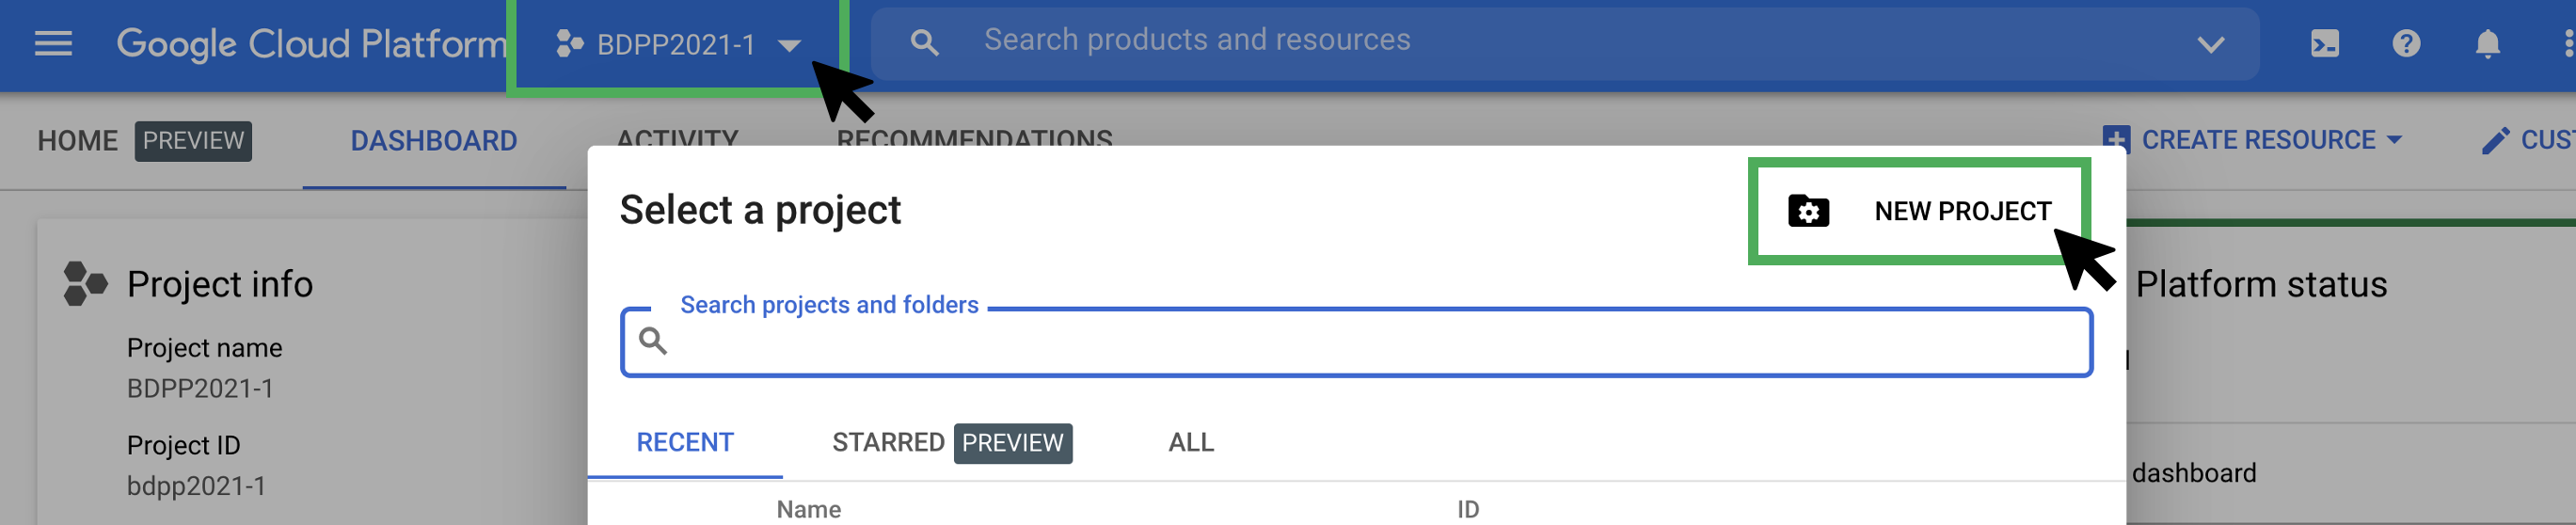 Google Cloud Platform
BDPP2021-1
Search products and resources
HOME PREVIEW DASHBOARD ACTIVITY RECOMMENDATIONS
CREATE RESOURCE
Select a project
NEW PROJECT
Project info
Search projects and folders
Platform status
Project name
BDPP2021-1
Project ID
bdpp2021-1
RECENT STARRED PREVIEW ALL
dashboard
Name ID